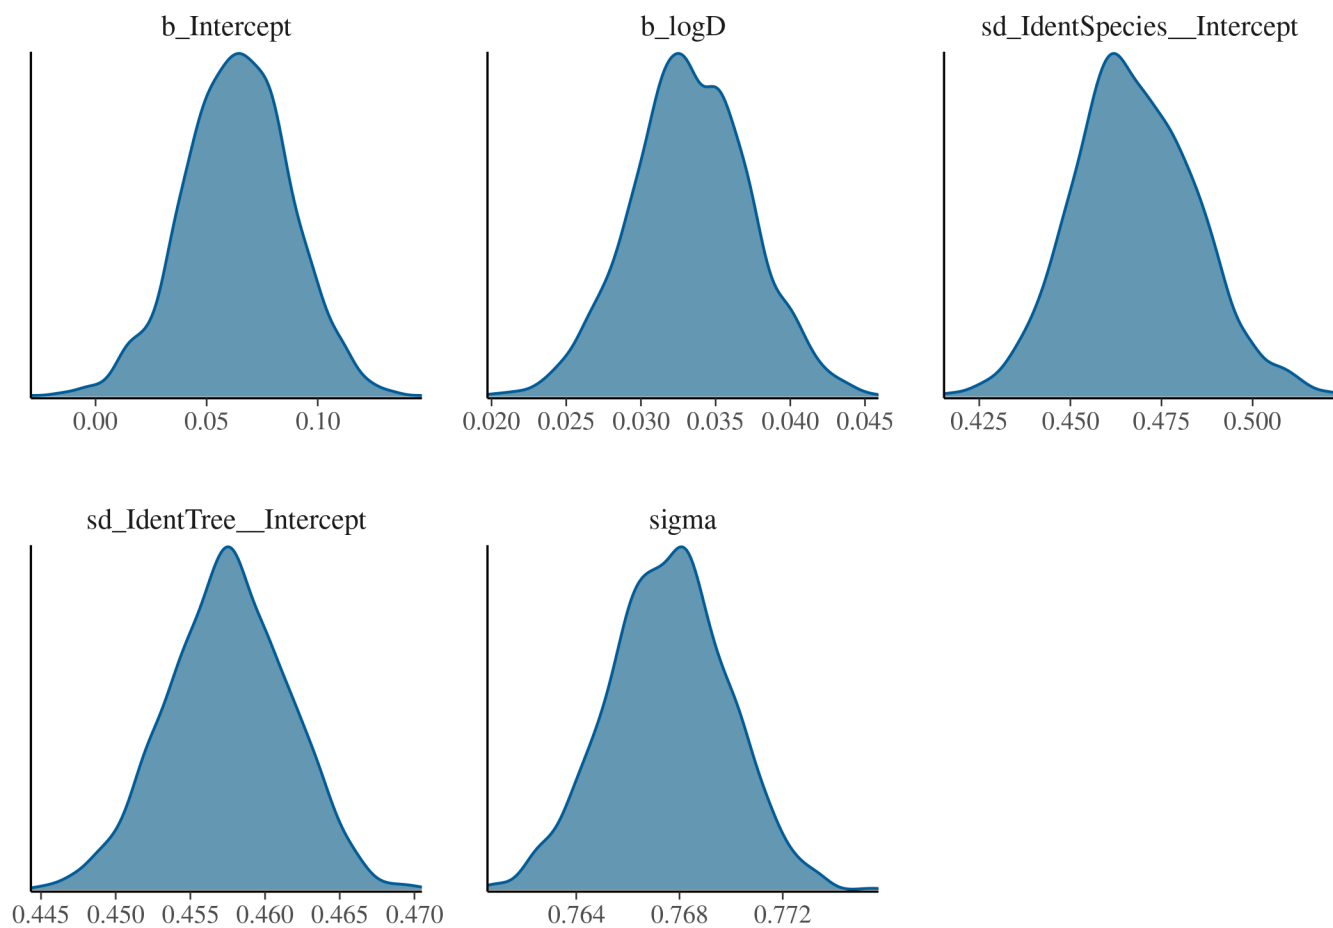 b_Intercept
b_logD
sd_IdentSpecies__Intercept
0.00 0.05 0.10
0.020 0.025 0.030 0.035 0.040 0.045
0.425 0.450 0.475 0.500
sd_IdentTree__Intercept
sigma
0.445 0.450 0.455 0.460 0.465 0.470
0.764 0.768 0.772